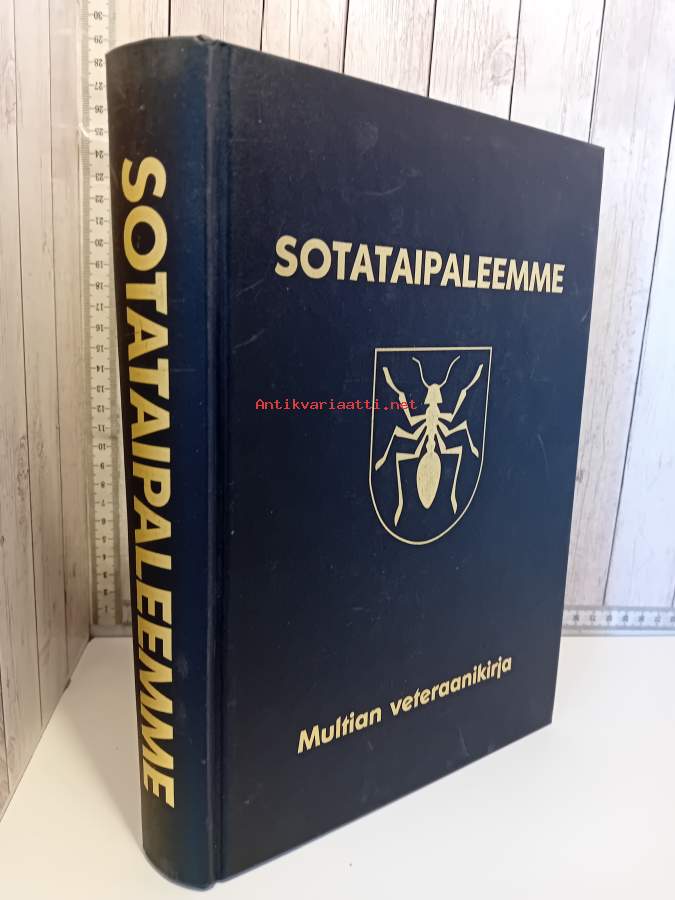 SOTATAIPALEEMME
SOTATAIPALEEMME
Antikvariaatti.net
Multian veteraanikirja